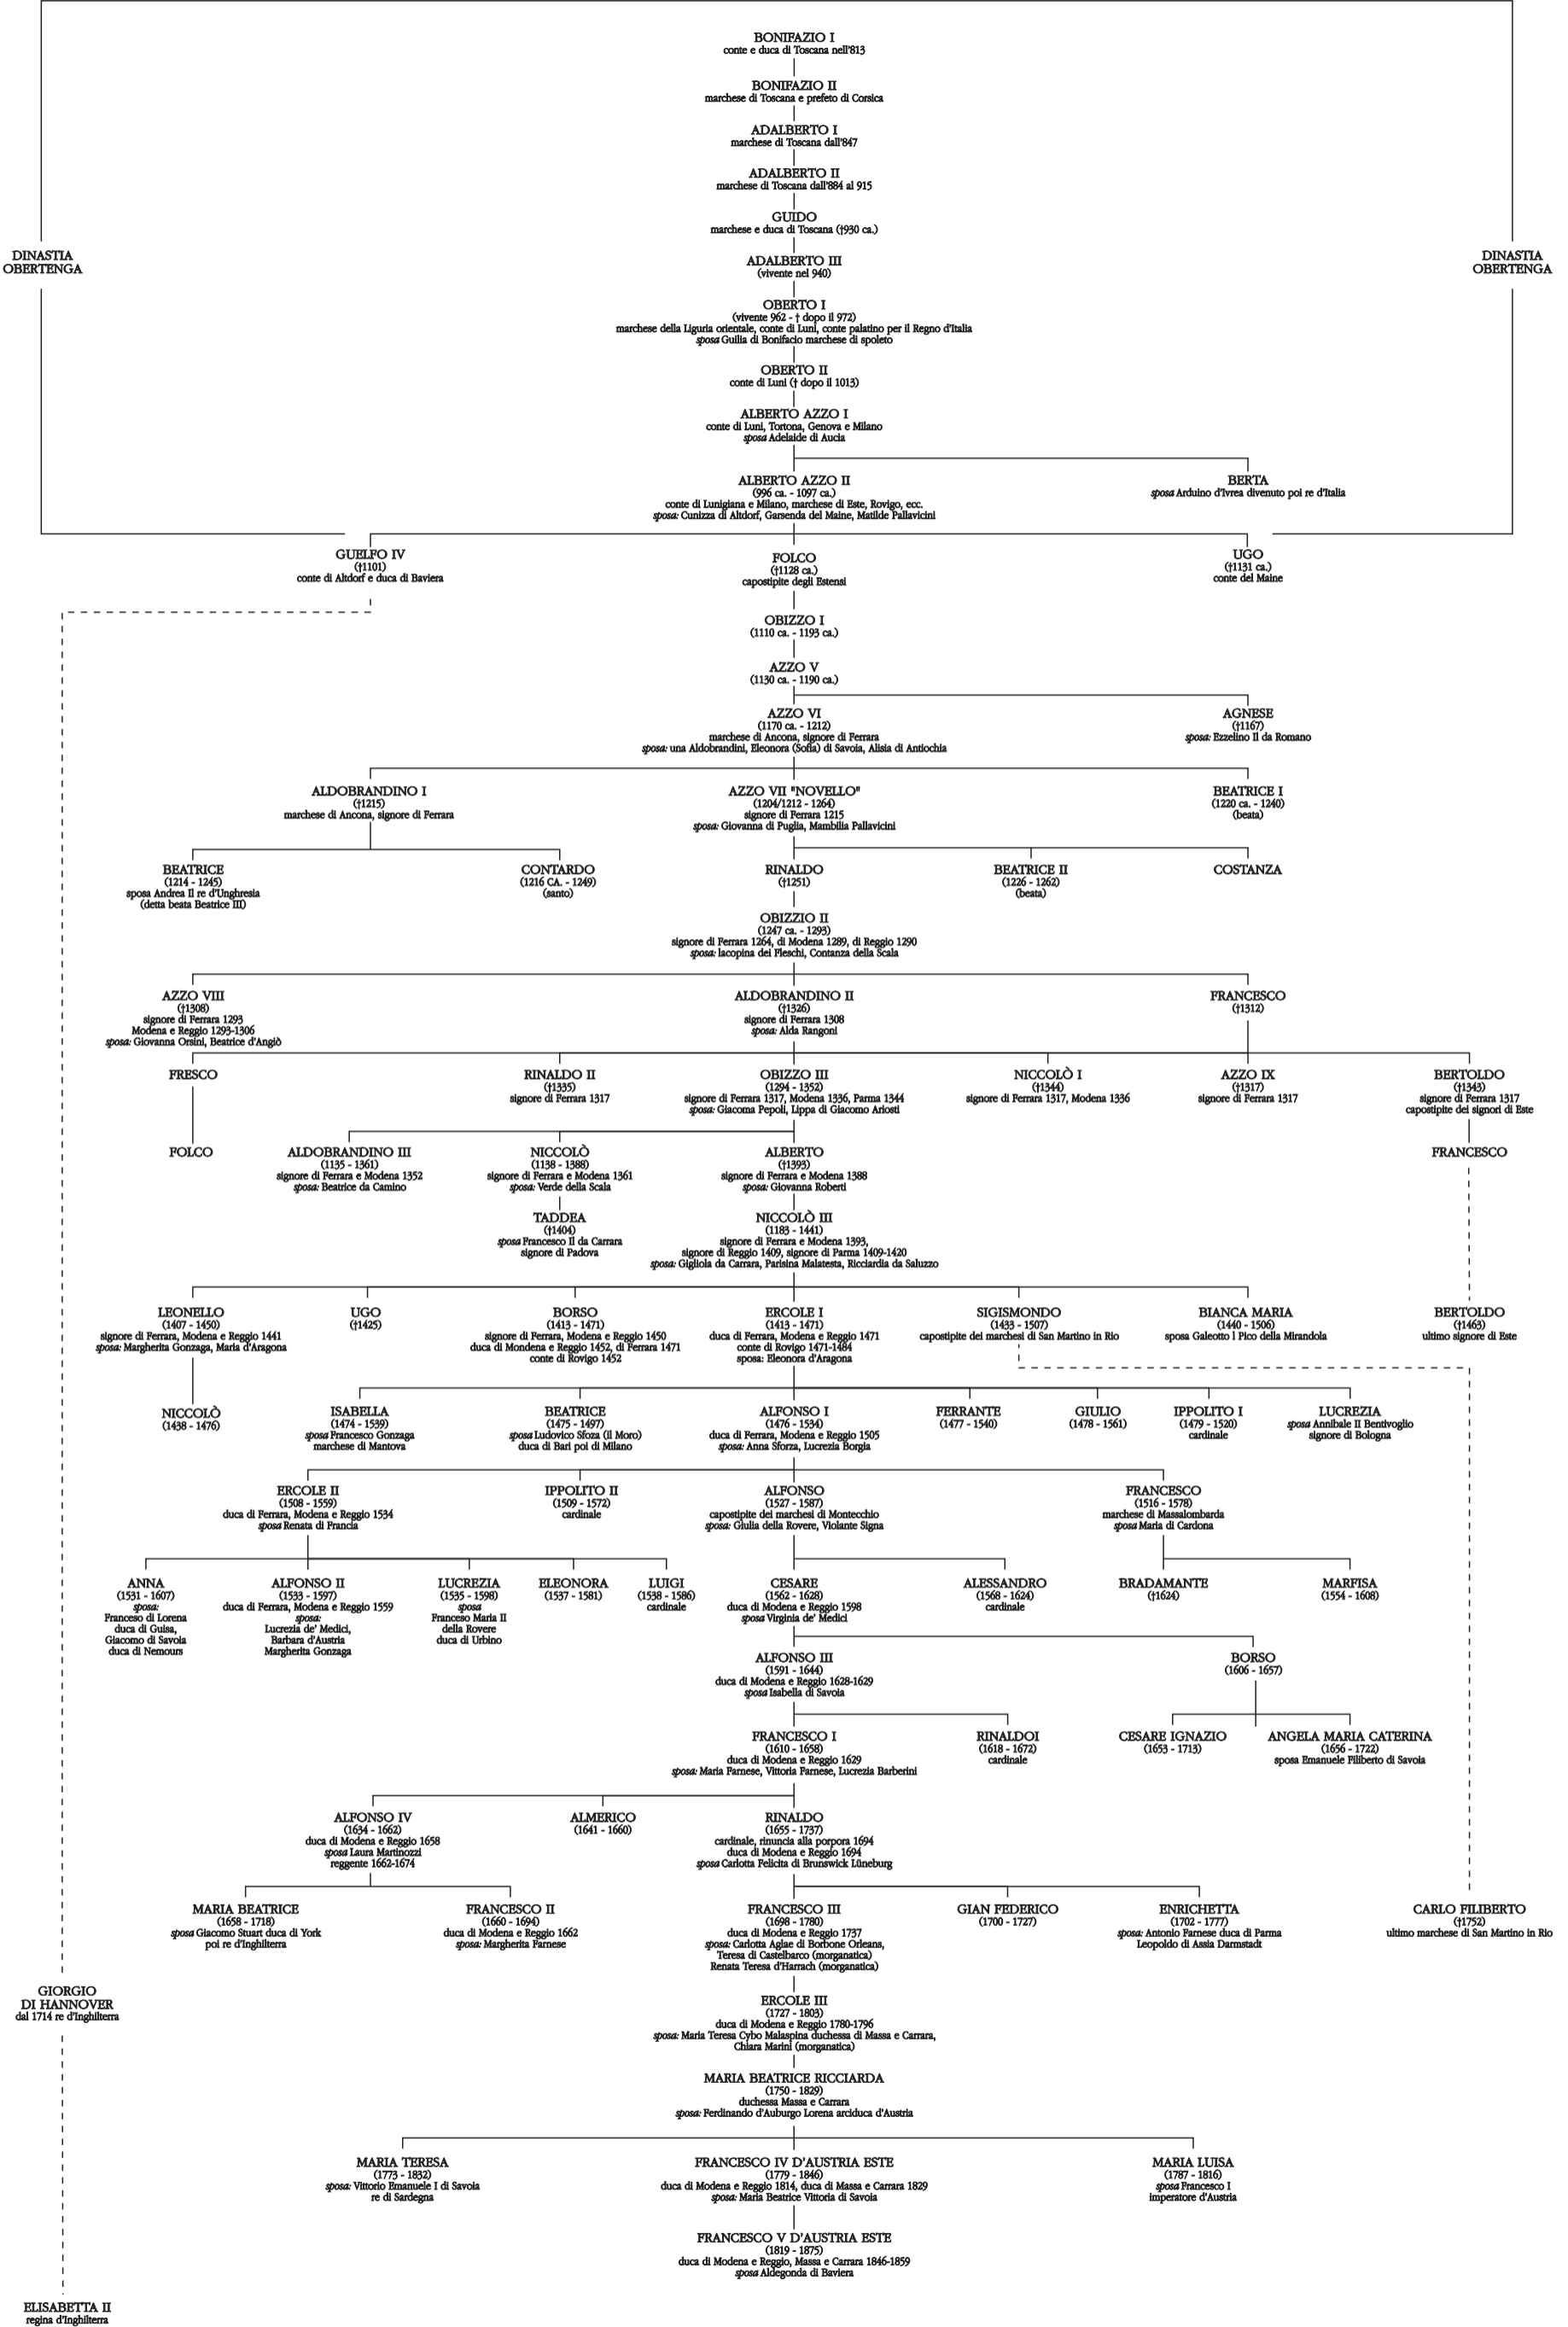 BONIFAZIO I
conte e duca di Toscana nell'813
BONIFAZIO II
marchese di Toscana e prefeto di Corsica
ADALBERTO I
marchese di Toscana dall'847
ADALBERTO II
marchese di Toscana dall'884 al 915
GUIDO
marchese e duca di Toscana (†930 ca.)
DINASTIA
OBERTENGA
DINASTIA
OBERTENGA
ADALBERTO III
(vivente nel 940)
OBERTO I
(vivente 962 - † dopo il 972)
marchese della Liguria orientale, conte di Luni, conte palatino per il Regno d'Italia
sposa Guilia di Bonifacio marchese di spoleto
OBERTO II
conte di Luni († dopo il 1013)
ALBERTO AZZO I
conte di Luni, Tortona, Genova e Milano
sposa Adelaide di Aucia
ALBERTO AZZO II
(996 ca. - 1097 ca.)
conte di Lunigiana e Milano, marchese di Este, Rovigo, ecc.
sposa: Cunizza di Altdorf, Garsenda del Maine, Matilde Pallavicini
BERTA
sposa Arduino d'Ivrea divenuto poi re d'Italia
GUELFO IV
(†1101)
conte di Altdorf e duca di Baviera
FOLCO
(†1128 ca.)
capostipite degli Estensi
UGO
(†1131 ca.)
conte del Maine
OBIZZO I
(1110 ca. - 1193 ca.)
AZZO V
(1130 ca. - 1190 ca.)
AZZO VI
(1170 ca. - 1212)
marchese di Ancona, signore di Ferrara
sposa: una Aldobrandini, Eleonora (Sofia) di Savoia, Alisia di Antiochia
AGNESE
(†1167)
sposa: Ezzelino Il da Romano
ALDOBRANDINO I
(†1215)
marchese di Ancona, signore di Ferrara
AZZO VII "NOVELLO"
(1204/1212 - 1264)
signore di Ferrara 1215
sposa: Giovanna di Puglia, Mambilia Pallavicini
BEATRICE I
(1220 ca. - 1240)
(beata)
BEATRICE
(1214 - 1245)
sposa Andrea Il re d'Unghresia
(detta beata Beatrice III)
CONTARDO
(1216 CA. - 1249)
(santo)
RINALDO
(†1251)
BEATRICE II
(1226 - 1262)
(beata)
COSTANZA
OBIZZIO II
(1247 ca. - 1293)
signore di Ferrara 1264, di Modena 1289, di Reggio 1290
sposa: Iacopina dei Fleschi, Contanza della Scala
AZZO VIII
(†1308)
signore di Ferrara 1293
Modena e Reggio 1293-1306
sposa: Giovanna Orsini, Beatrice d'Angiò
ALDOBRANDINO II
(†1326)
signore di Ferrara 1308
sposa: Alda Rangoni
FRANCESCO
(†1312)
FRESCO
RINALDO II
(†1335)
signore di Ferrara 1317
OBIZZO III
(1294 - 1352)
signore di Ferrara 1317, Modena 1336, Parma 1344
sposa: Giacoma Pepoli, Lippa di Giacomo Ariosti
NICCOLÒ I
(†1344)
signore di Ferrara 1317, Modena 1336
AZZO IX
(†1317)
signore di Ferrara 1317
BERTOLDO
(†1343)
signore di Ferrara 1317
capostipite dei signori di Este
FOLCO
ALDOBRANDINO III
(1135 - 1361)
signore di Ferrara e Modena 1352
sposa: Beatrice da Camino
NICCOLÒ
(1138 - 1388)
signore di Ferrara e Modena 1361
sposa: Verde della Scala
ALBERTO
(†1393)
signore di Ferrara e Modena 1388
sposa: Giovanna Roberti
FRANCESCO
TADDEA
(†1404)
sposa Francesco Il da Carrara
signore di Padova
NICCOLÒ III
(1183 - 1441)
signore di Ferrara e Modena 1393,
signore di Reggio 1409, signore di Parma 1409-1420
sposa: Gigliola da Carrara, Parisina Malatesta, Ricciardia da Saluzzo
LEONELLO
(1407 - 1450)
signore di Ferrara, Modena e Reggio 1441
sposa: Margherita Gonzaga, Maria d'Aragona
UGO
(†1425)
BORSO
(1413 - 1471)
signore di Ferrara, Modena e Reggio 1450
duca di Mondena e Reggio 1452, di Ferrara 1471
conte di Rovigo 1452
ERCOLE I
(1413 - 1471)
duca di Ferrara, Modena e Reggio 1471
conte di Rovigo 1471-1484
sposa: Eleonora d'Aragona
SIGISMONDO
(1433 - 1507)
capostipite dei marchesi di San Martino in Rio
BIANCA MARIA
(1440 - 1506)
sposa Galeotto l Pico della Mirandola
BERTOLDO
(†1463)
ultimo signore di Este
NICCOLÒ
(1438 - 1476)
ISABELLA
(1474 - 1539)
sposa Francesco Gonzaga
marchese di Mantova
BEATRICE
(1475 - 1497)
sposa Ludovico Sfoza (il Moro)
duca di Bari poi di Milano
ALFONSO I
(1476 - 1534)
duca di Ferrara, Modena e Reggio 1505
sposa: Anna Sforza, Lucrezia Borgia
FERRANTE
(1477 - 1540)
GIULIO
(1478 - 1561)
IPPOLITO I
(1479 - 1520)
cardinale
LUCREZIA
sposa Annibale II Bentivoglio
signore di Bologna
ERCOLE II
(1508 - 1559)
duca di Ferrara, Modena e Reggio 1534
sposa Renata di Francia
IPPOLITO II
(1509 - 1572)
cardinale
ALFONSO
(1527 - 1587)
capostipite dei marchesi di Montecchio
sposa: Giulia della Rovere, Violante Signa
FRANCESCO
(1516 - 1578)
marchese di Massalombarda
sposa Maria di Cardona
ANNA
(1531 - 1607)
sposa:
Franceso di Lorena
duca di Guisa,
Giacomo di Savoia
duca di Nemours
ALFONSO II
(1533 - 1597)
duca di Ferrara, Modena e Reggio 1559
sposa:
Lucrezia de' Medici,
Barbara d'Austria
Margherita Gonzaga
LUCREZIA
(1535 - 1598)
sposa
Franceso Maria II
della Rovere
duca di Urbino
ELEONORA
(1537 - 1581)
LUIGI
(1538 - 1586)
cardinale
CESARE
(1562 - 1628)
duca di Modena e Reggio 1598
sposa Virginia de' Medici
ALESSANDRO
(1568 - 1624)
cardinale
BRADAMANTE
(†1624)
MARFISA
(1554 - 1608)
ALFONSO III
(1591 - 1644)
duca di Modena e Reggio 1628-1629
sposa Isabella di Savoia
BORSO
(1606 - 1657)
FRANCESCO I
(1610 - 1658)
duca di Modena e Reggio 1629
sposa: Maria Farnese, Vittoria Farnese, Lucrezia Barberini
RINALDOI
(1618 - 1672)
cardinale
CESARE IGNAZIO
(1653 - 1713)
ANGELA MARIA CATERINA
(1656 - 1722)
sposa Emanuele Filiberto di Savoia
ALFONSO IV
(1634 - 1662)
duca di Modena e Reggio 1658
sposa Laura Martinozzi
reggente 1662-1674
ALMERICO
(1641 - 1660)
RINALDO
(1655 - 1737)
cardinale, rinuncia alla porpora 1694
duca di Modena e Reggio 1694
sposa Carlotta Felicita di Brunswick Lüneburg
MARIA BEATRICE
(1658 - 1718)
sposa Giacomo Stuart duca di York
poi re d'Inghilterra
FRANCESCO II
(1660 - 1694)
duca di Modena e Reggio 1662
sposa: Margherita Farnese
FRANCESCO III
(1698 - 1780)
duca di Modena e Reggio 1737
sposa: Carlotta Aglae di Borbone Orleans,
Teresa di Castelbarco (morganatica)
Renata Teresa d'Harrach (morganatica)
GIAN FEDERICO
(1700 - 1727)
ENRICHETTA
(1702 - 1777)
sposa: Antonio Farnese duca di Parma
Leopoldo di Assia Darmstadt
CARLO FILIBERTO
(†1752)
ultimo marchese di San Martino in Rio
GIORGIO
DI HANNOVER
dal 1714 re d'Inghilterra
ERCOLE III
(1727 - 1803)
duca di Modena e Reggio 1780-1796
sposa: Maria Teresa Cybo Malaspina duchessa di Massa e Carrara,
Chiara Marini (morganatica)
MARIA BEATRICE RICCIARDA
(1750 - 1829)
duchessa Massa e Carrara
sposa: Ferdinando d'Auburgo Lorena arciduca d'Austria
MARIA TERESA
(1773 - 1832)
sposa: Vittorio Emanuele I di Savoia
re di Sardegna
FRANCESCO IV D'AUSTRIA ESTE
(1779 - 1846)
duca di Modena e Reggio 1814, duca di Massa e Carrara 1829
sposa: Maria Beatrice Vittoria di Savoia
MARIA LUISA
(1787 - 1816)
sposa Francesco I
imperatore d'Austria
FRANCESCO V D'AUSTRIA ESTE
(1819 - 1875)
duca di Modena e Reggio, Massa e Carrara 1846-1859
sposa Aldegonda di Baviera
ELISABETTA II
regina d'Inghilterra